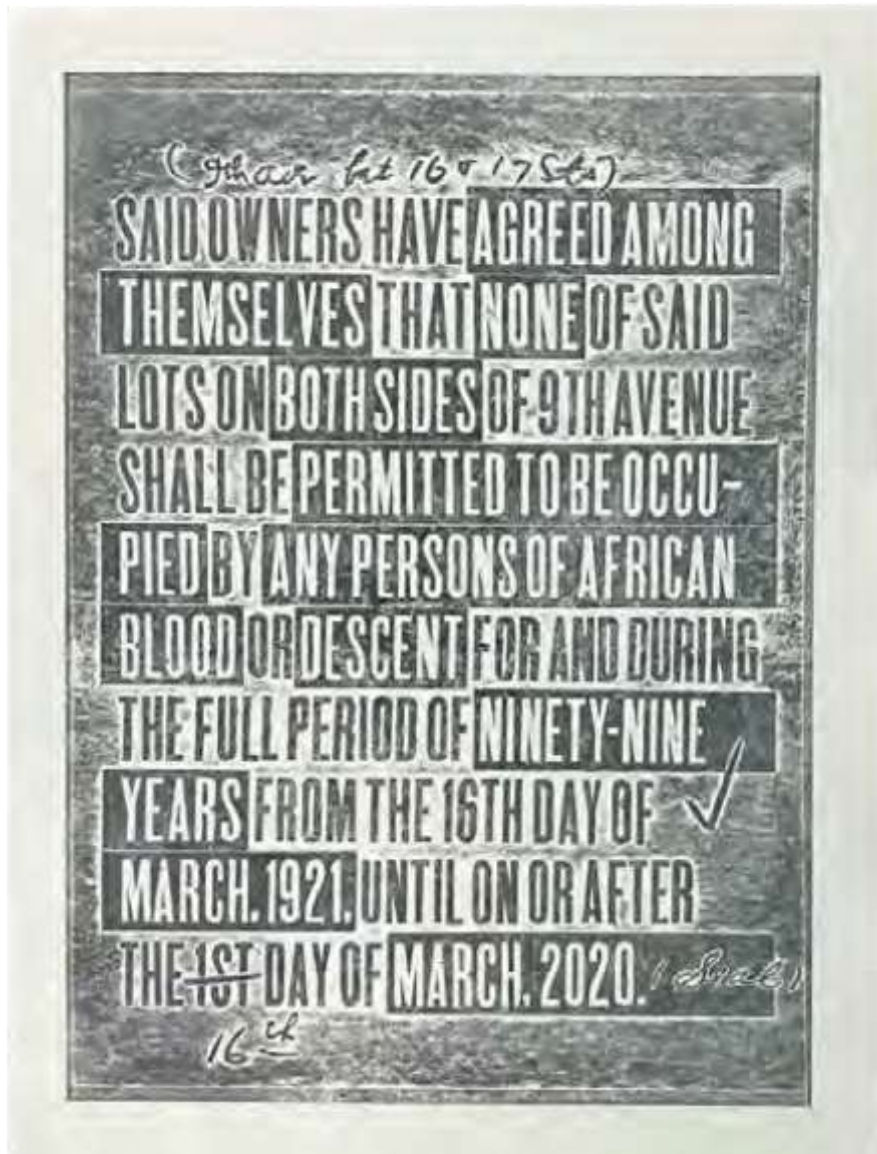 (9th ave bet 16 & 17 Sts)
SAID OWNERS HAVE AGREED AMONG
THEMSELVES THAT NONE OF SAID
LOTS ON BOTH SIDES OF 9TH AVENUE
SHALL BE PERMITTED TO BE OCCU-
PIED BY ANY PERSONS OF AFRICAN
BLOOD OR DESCENT FOR AND DURING
THE FULL PERIOD OF NINETY-NINE
YEARS FROM THE 16TH DAY OF
MARCH, 1921, UNTIL ON OR AFTER
THE 1ST DAY OF MARCH, 2020. (Seal)
16th